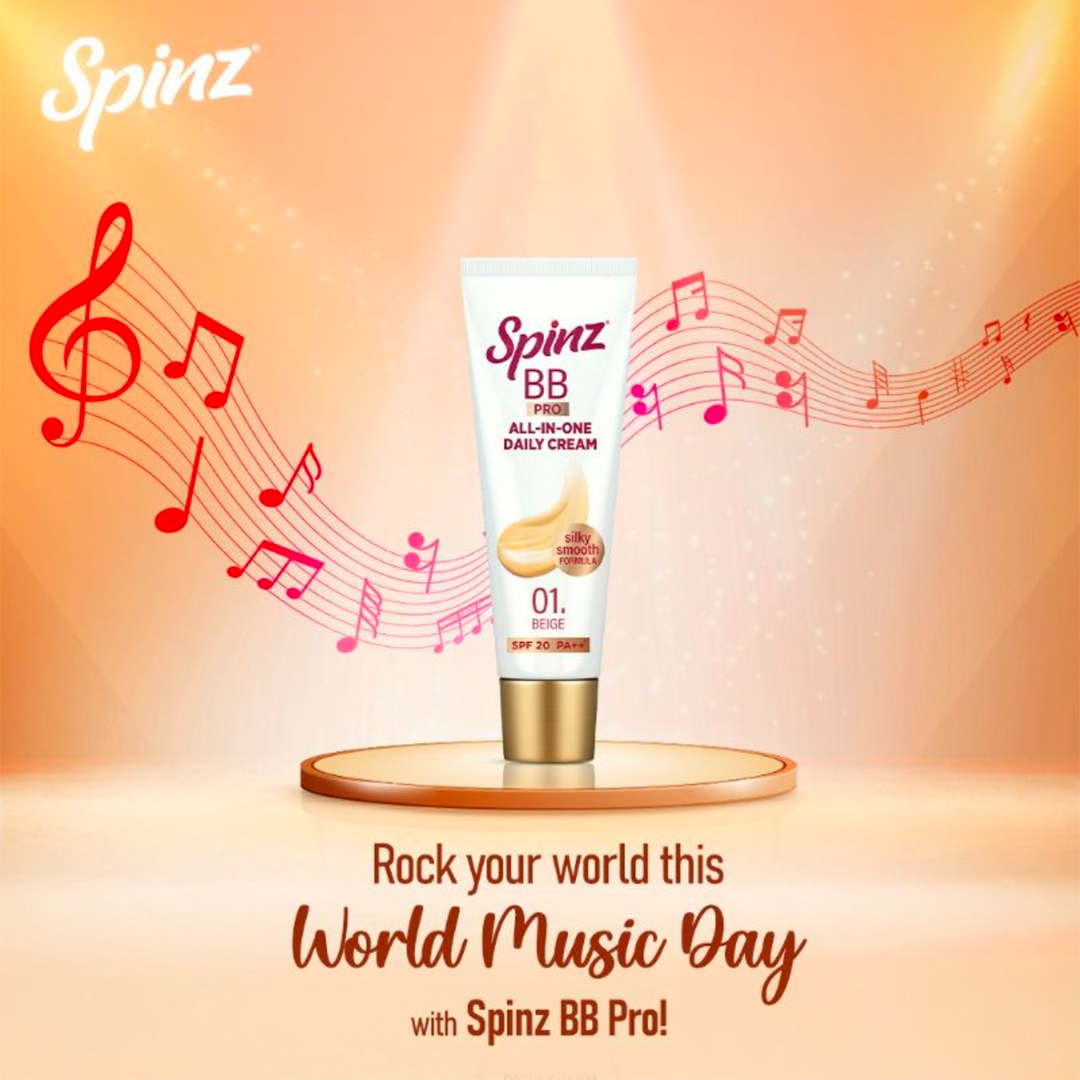 Spinz
Spinz
BB
PRO
ALL-IN-ONE
DAILY CREAM
silky
smooth
FORMULA
01.
BEIGE
SPF 20 PA++
Rock your world this
World Music Day
with Spinz BB Pro!